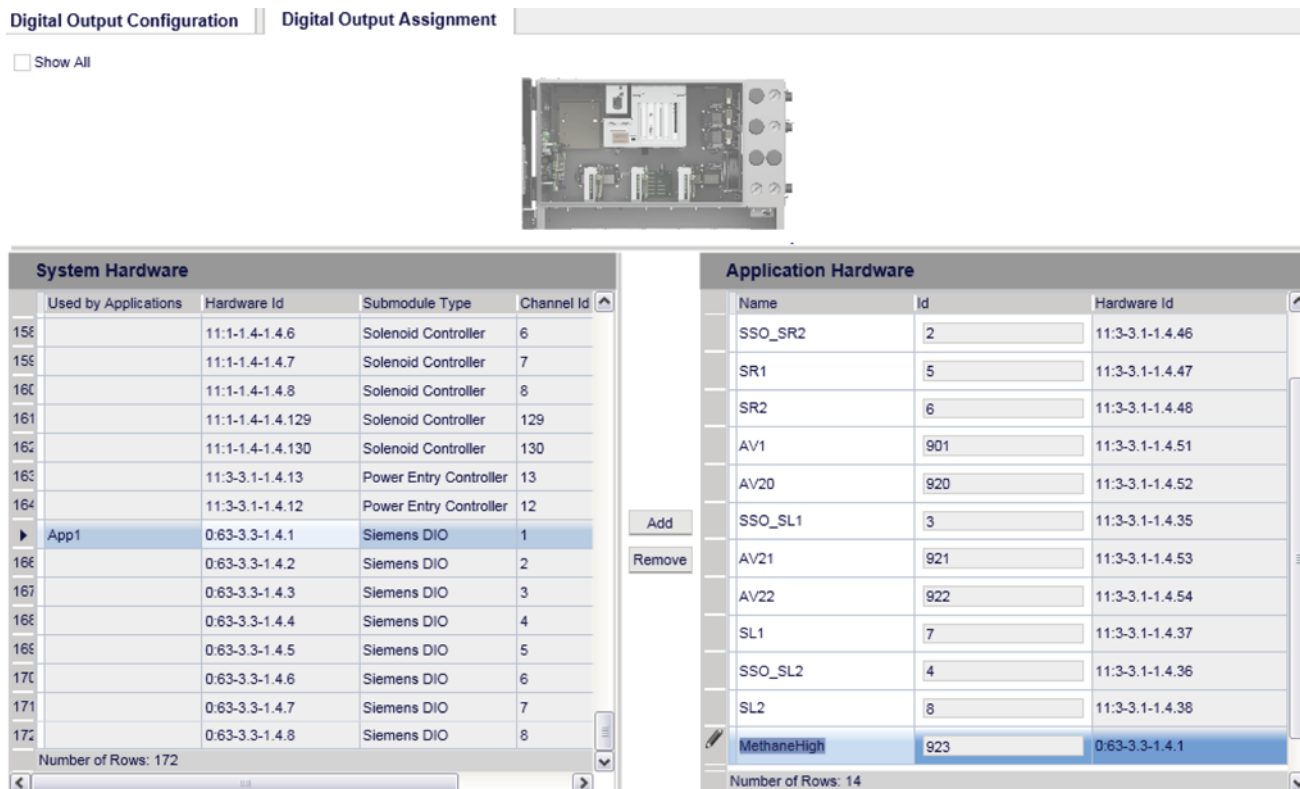 Digital Output Configuration Digital Output Assignment
Show All
System Hardware
Used by Applications Hardware Id Submodule Type Channel Id
158 11:1-1.4-1.4.6 Solenoid Controller 6
159 11:1-1.4-1.4.7 Solenoid Controller 7
160 11:1-1.4-1.4.8 Solenoid Controller 8
161 11:1-1.4-1.4.129 Solenoid Controller 129
162 11:1-1.4-1.4.130 Solenoid Controller 130
163 11:3-3.1-1.4.13 Power Entry Controller 13
164 11:3-3.1-1.4.12 Power Entry Controller 12
App1 0:63-3.3-1.4.1 Siemens DIO 1
166 0:63-3.3-1.4.2 Siemens DIO 2
167 0:63-3.3-1.4.3 Siemens DIO 3
168 0:63-3.3-1.4.4 Siemens DIO 4
169 0:63-3.3-1.4.5 Siemens DIO 5
170 0:63-3.3-1.4.6 Siemens DIO 6
171 0:63-3.3-1.4.7 Siemens DIO 7
172 0:63-3.3-1.4.8 Siemens DIO 8
Number of Rows: 172
Add
Remove
Application Hardware
Name Id Hardware Id
SSO_SR2 2 11:3-3.1-1.4.46
SR1 5 11:3-3.1-1.4.47
SR2 6 11:3-3.1-1.4.48
AV1 901 11:3-3.1-1.4.51
AV20 920 11:3-3.1-1.4.52
SSO_SL1 3 11:3-3.1-1.4.35
AV21 921 11:3-3.1-1.4.53
AV22 922 11:3-3.1-1.4.54
SL1 7 11:3-3.1-1.4.37
SSO_SL2 4 11:3-3.1-1.4.36
SL2 8 11:3-3.1-1.4.38
MethaneHigh 923 0:63-3.3-1.4.1
Number of Rows: 14